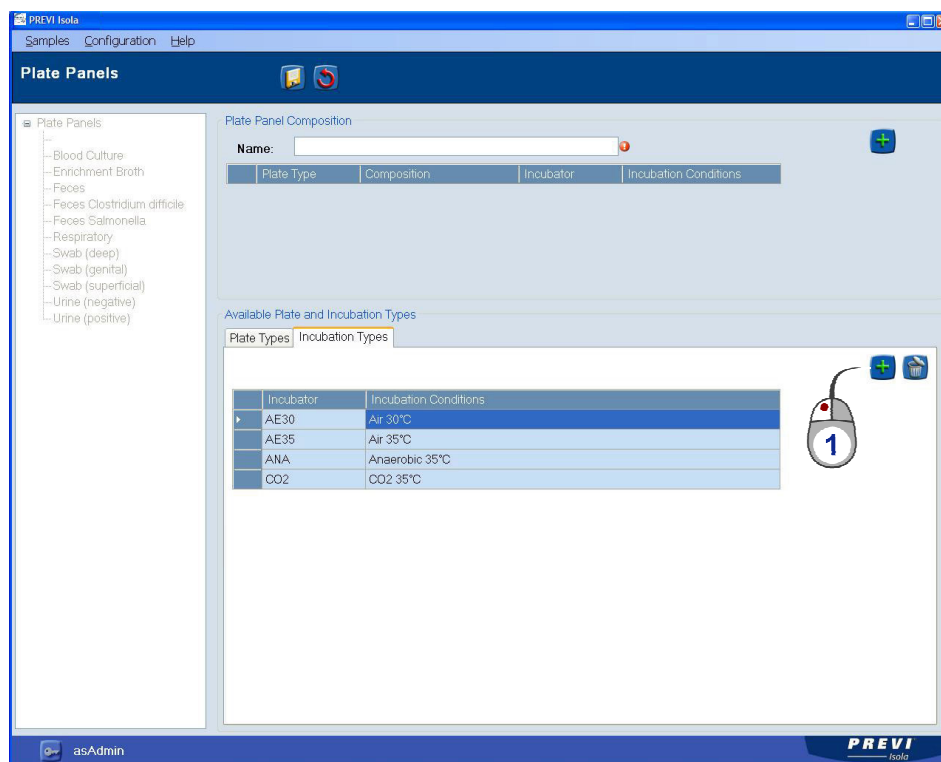 PREVI Isola
Samples Configuration Help
Plate Panels
Plate Panels
--
Blood Culture
Enrichment Broth
Feces
Feces Clostridium difficile
Feces Salmonella
Respiratory
Swab (deep)
Swab (genital)
Swab (superficial)
Urine (negative)
Urine (positive)
Plate Panel Composition
Name:
Plate Type Composition Incubator Incubation Conditions
Available Plate and Incubation Types
Plate Types Incubation Types
Incubator Incubation Conditions
AE30 Air 30°C
AE35 Air 35°C
ANA Anaerobic 35°C
CO2 CO2 35°C
1
asAdmin
PREVI
Isola